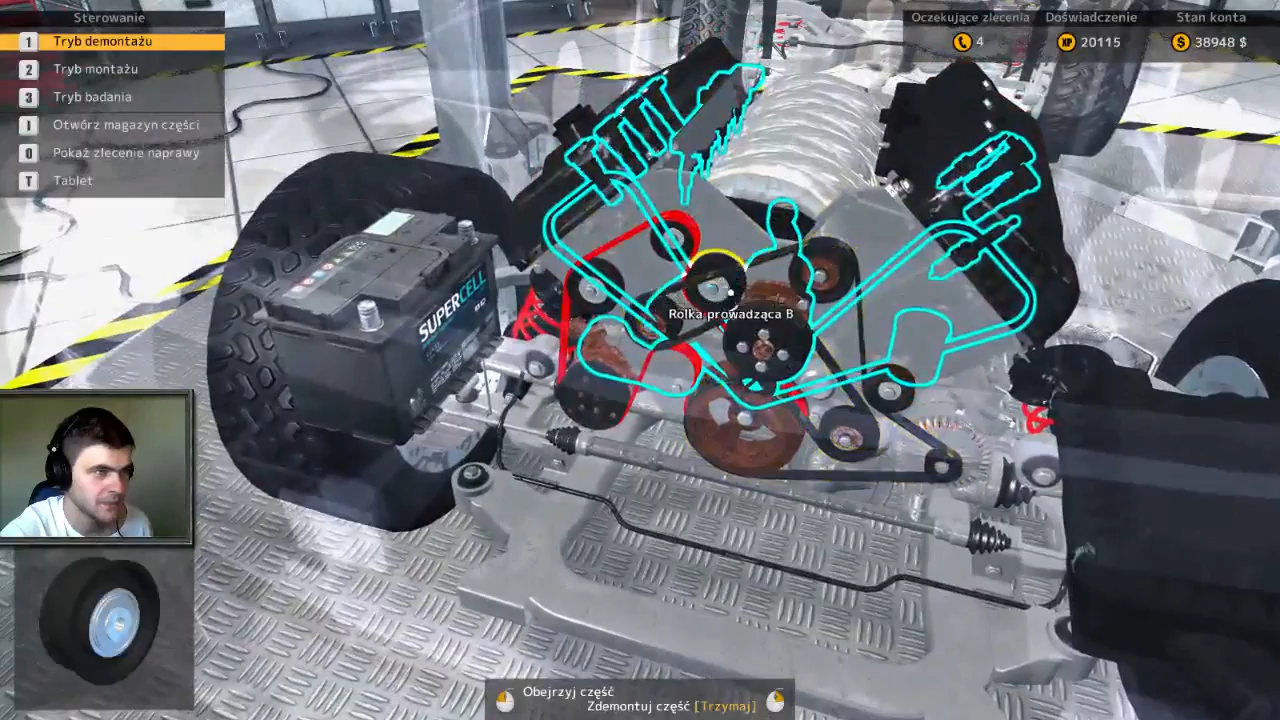 Sterowanie
1 Tryb demontażu
2 Tryb montażu
3 Tryb badania
I Otwórz magazyn części
O Pokaż zlecenie naprawy
T Tablet
Oczekujące zlecenia Doświadczenie Stan konta
4 XP 20115 $ 38948 $
SUPERCELL
Rolka prowadząca B
Obejrzyj część
Zdemontuj część [Trzymaj]